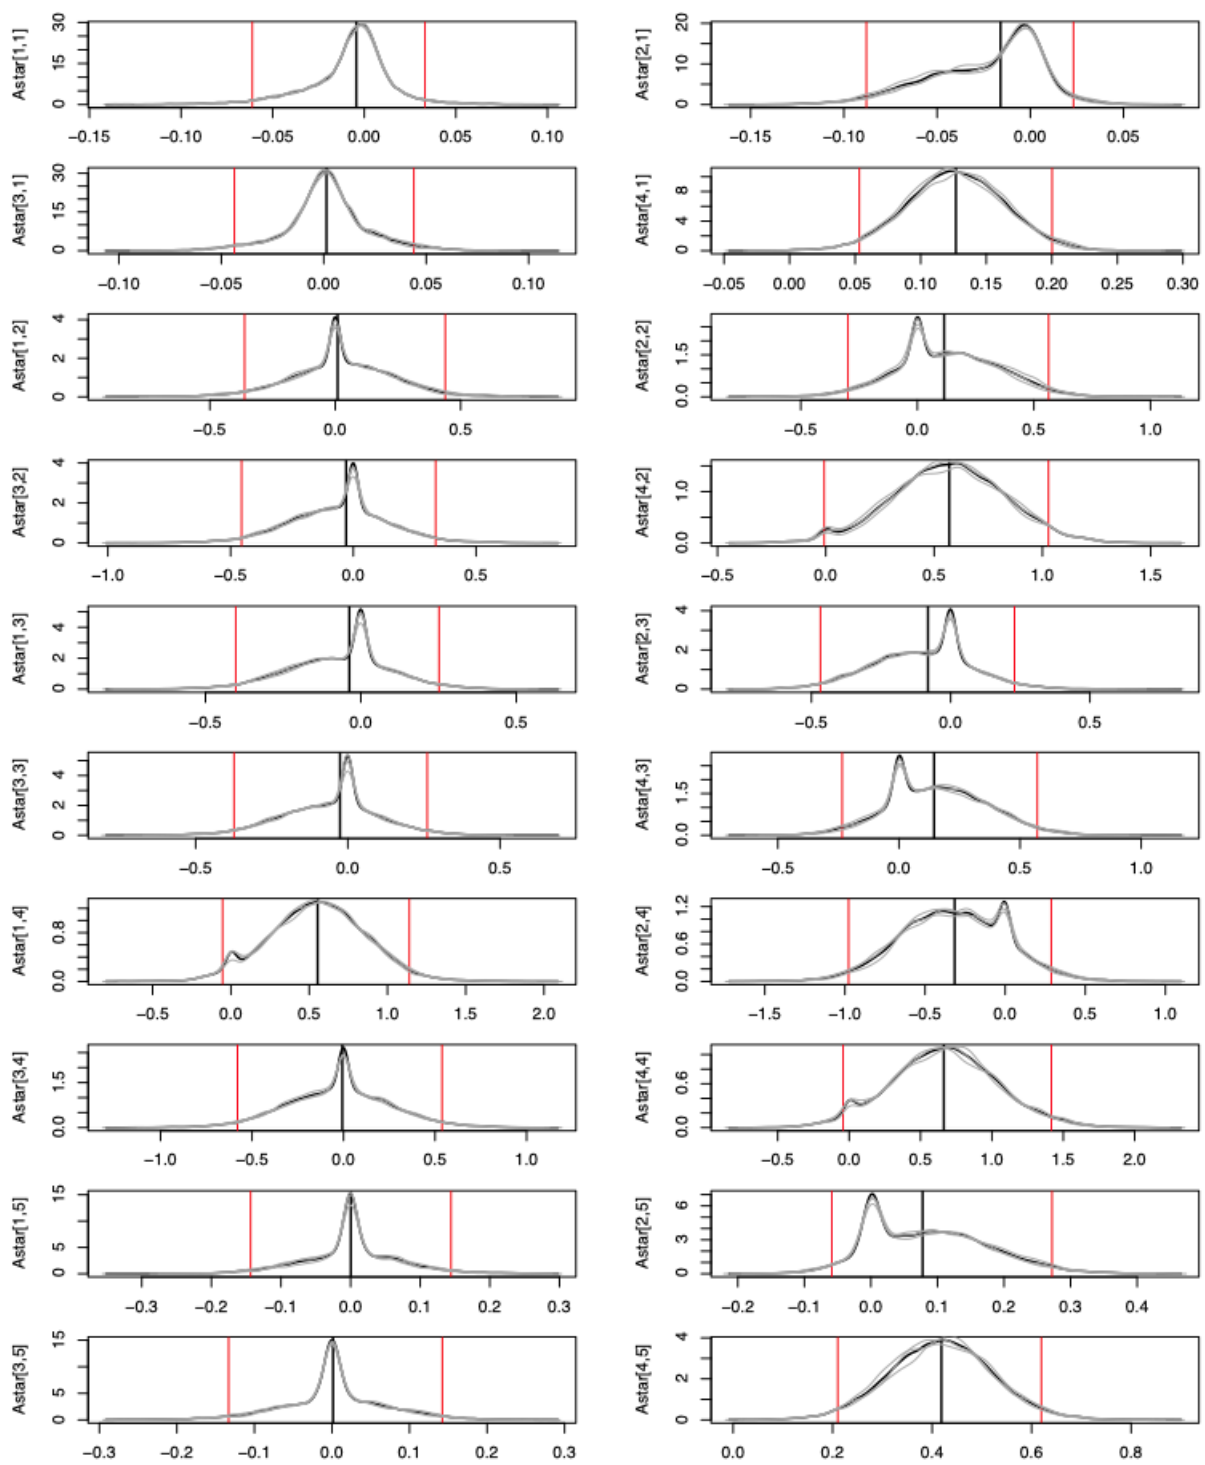 Astar[1,1] 0 15 30 −0.15 −0.10 −0.05 0.00 0.05 0.10
Astar[2,1] 0 10 20 −0.15 −0.10 −0.05 0.00 0.05
Astar[3,1] 0 15 30 −0.10 −0.05 0.00 0.05 0.10
Astar[4,1] 0 4 8 −0.05 0.00 0.05 0.10 0.15 0.20 0.25 0.30
Astar[1,2] 0 2 4 −0.5 0.0 0.5
Astar[2,2] 0.0 1.5 −0.5 0.0 0.5 1.0
Astar[3,2] 0 2 4 −1.0 −0.5 0.0 0.5
Astar[4,2] 0.0 1.0 −0.5 0.0 0.5 1.0 1.5
Astar[1,3] 0 2 4 −0.5 0.0 0.5
Astar[2,3] 0 2 4 −0.5 0.0 0.5
Astar[3,3] 0 2 4 −0.5 0.0 0.5
Astar[4,3] 0.0 1.5 −0.5 0.0 0.5 1.0
Astar[1,4] 0.0 0.8 −0.5 0.0 0.5 1.0 1.5 2.0
Astar[2,4] 0.0 0.6 1.2 −1.5 −1.0 −0.5 0.0 0.5 1.0
Astar[3,4] 0.0 1.5 −1.0 −0.5 0.0 0.5 1.0
Astar[4,4] 0.0 0.6 −0.5 0.0 0.5 1.0 1.5 2.0
Astar[1,5] 0 5 15 −0.3 −0.2 −0.1 0.0 0.1 0.2 0.3
Astar[2,5] 0 3 6 −0.2 −0.1 0.0 0.1 0.2 0.3 0.4
Astar[3,5] 0 5 15 −0.3 −0.2 −0.1 0.0 0.1 0.2 0.3
Astar[4,5] 0 2 4 0.0 0.2 0.4 0.6 0.8